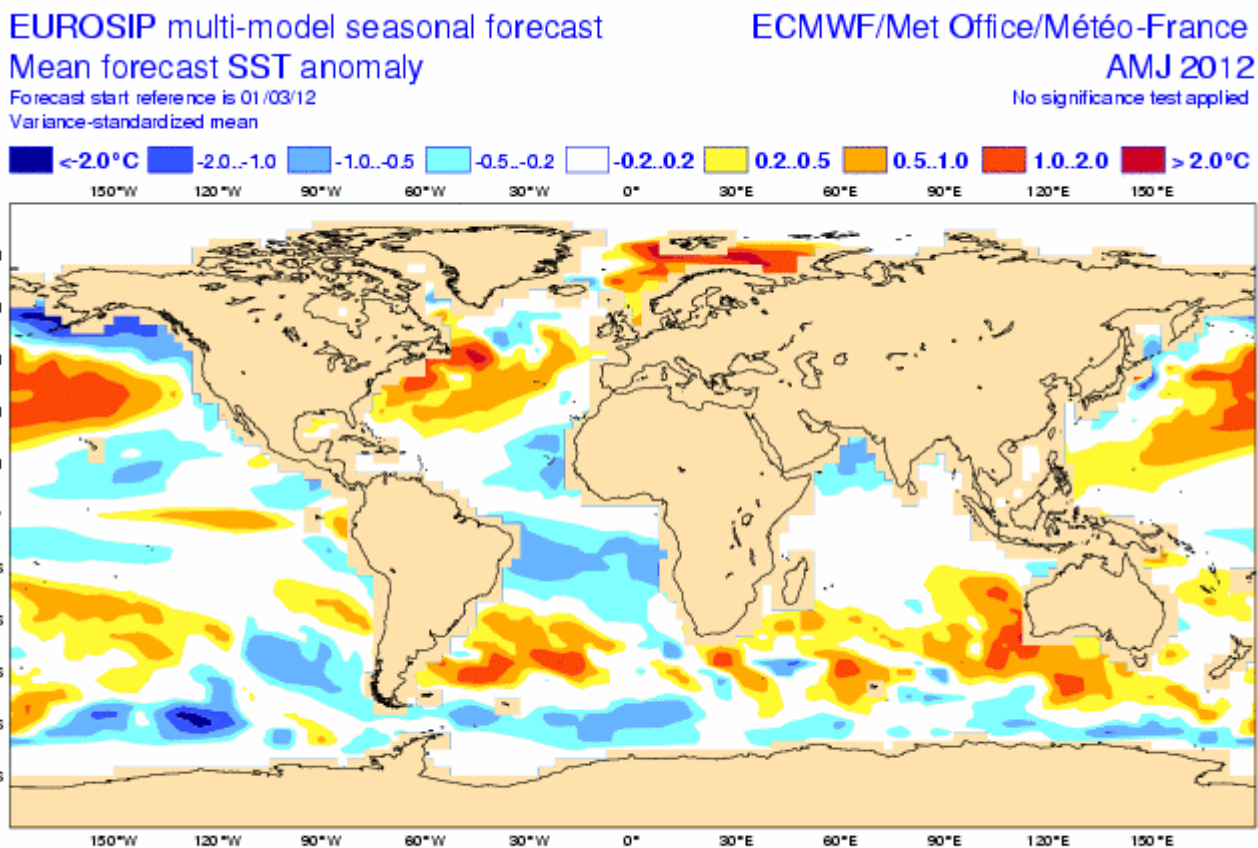 EUROSIP multi-model seasonal forecast ECMWF/Met Office/Météo-France
Mean forecast SST anomaly AMJ 2012
Forecast start reference is 01/03/12 No significance test applied
Variance-standardized mean
<-2.0°C -2.0..-1.0 -1.0..-0.5 -0.5..-0.2 -0.2..0.2 0.2..0.5 0.5..1.0 1.0..2.0 > 2.0°C
150°W 120°W 90°W 60°W 30°W 0° 30°E 60°E 90°E 120°E 150°E
150°W 120°W 90°W 60°W 30°W 0° 30°E 60°E 90°E 120°E 150°E